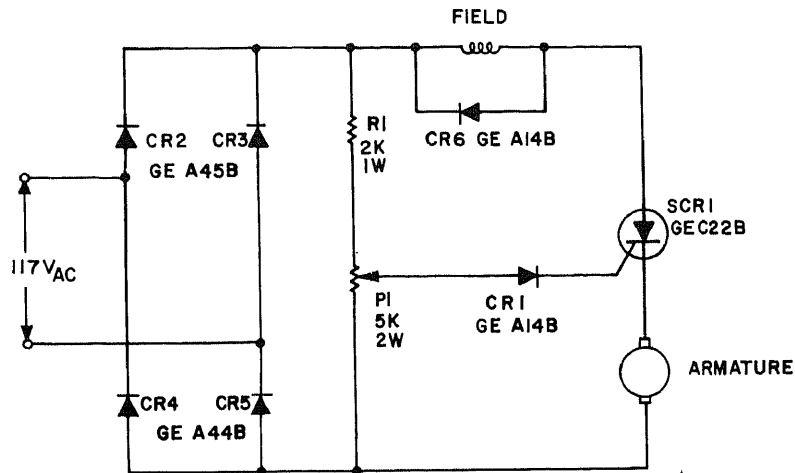 FIELD
CR2
CR3
GE A45B
R1
2K
1W
CR6 GE A14B
SCR1
GEC22B
117VAC
P1
5K
2W
CR1
GE A14B
ARMATURE
CR4
CR5
GE A44B